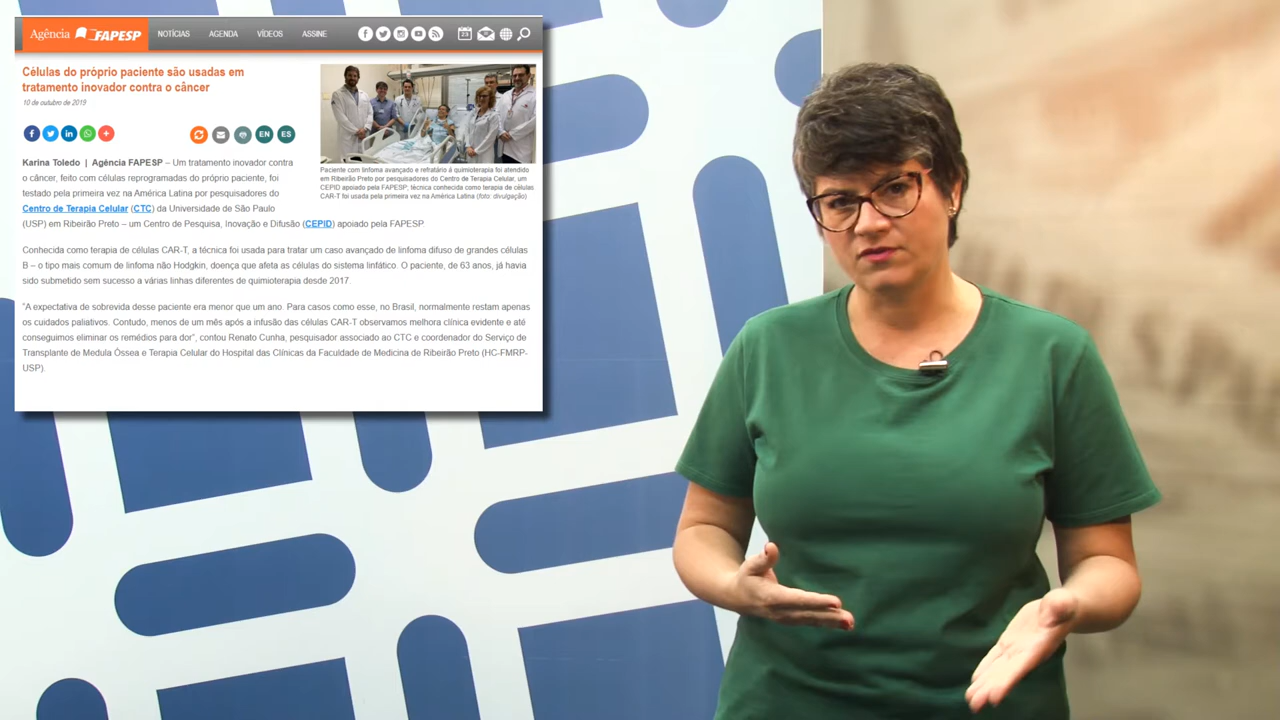 Agência FAPESP NOTÍCIAS AGENDA VÍDEOS ASSINE
Células do próprio paciente são usadas em
tratamento inovador contra o câncer
10 de outubro de 2019
EN ES
Karina Toledo | Agência FAPESP – Um tratamento inovador contra
o câncer, feito com células reprogramadas do próprio paciente, foi
testado pela primeira vez na América Latina por pesquisadores do
Centro de Terapia Celular (CTC) da Universidade de São Paulo
(USP) em Ribeirão Preto – um Centro de Pesquisa, Inovação e Difusão (CEPID) apoiado pela FAPESP
Paciente com linfoma avançado e refratário á quimioterapia foi atendido
em Ribeirão Preto por pesquisadores do Centro de Terapia Celular, um
CEPID apoiado pela FAPESP; técnica conhecida como terapia de células
CAR-T foi usada pela primeira vez na América Latina (foto: divulgação)
Conhecida como terapia de células CAR-T, a técnica foi usada para tratar um caso avançado de linfoma difuso de grandes células
B – o tipo mais comum de linfoma não Hodgkin, doença que afeta as células do sistema linfático. O paciente, de 63 anos, já havia
sido submetido sem sucesso a várias linhas diferentes de quimioterapia desde 2017.
“A expectativa de sobrevida desse paciente era menor que um ano. Para casos como esse, no Brasil, normalmente restam apenas
os cuidados paliativos. Contudo, menos de um mês após a infusão das células CAR-T observamos melhora clínica evidente e até
conseguimos eliminar os remédios para dor”, contou Renato Cunha, pesquisador associado ao CTC e coordenador do Serviço de
Transplante de Medula Óssea e Terapia Celular do Hospital das Clínicas da Faculdade de Medicina de Ribeirão Preto (HC-FMRP-
USP).